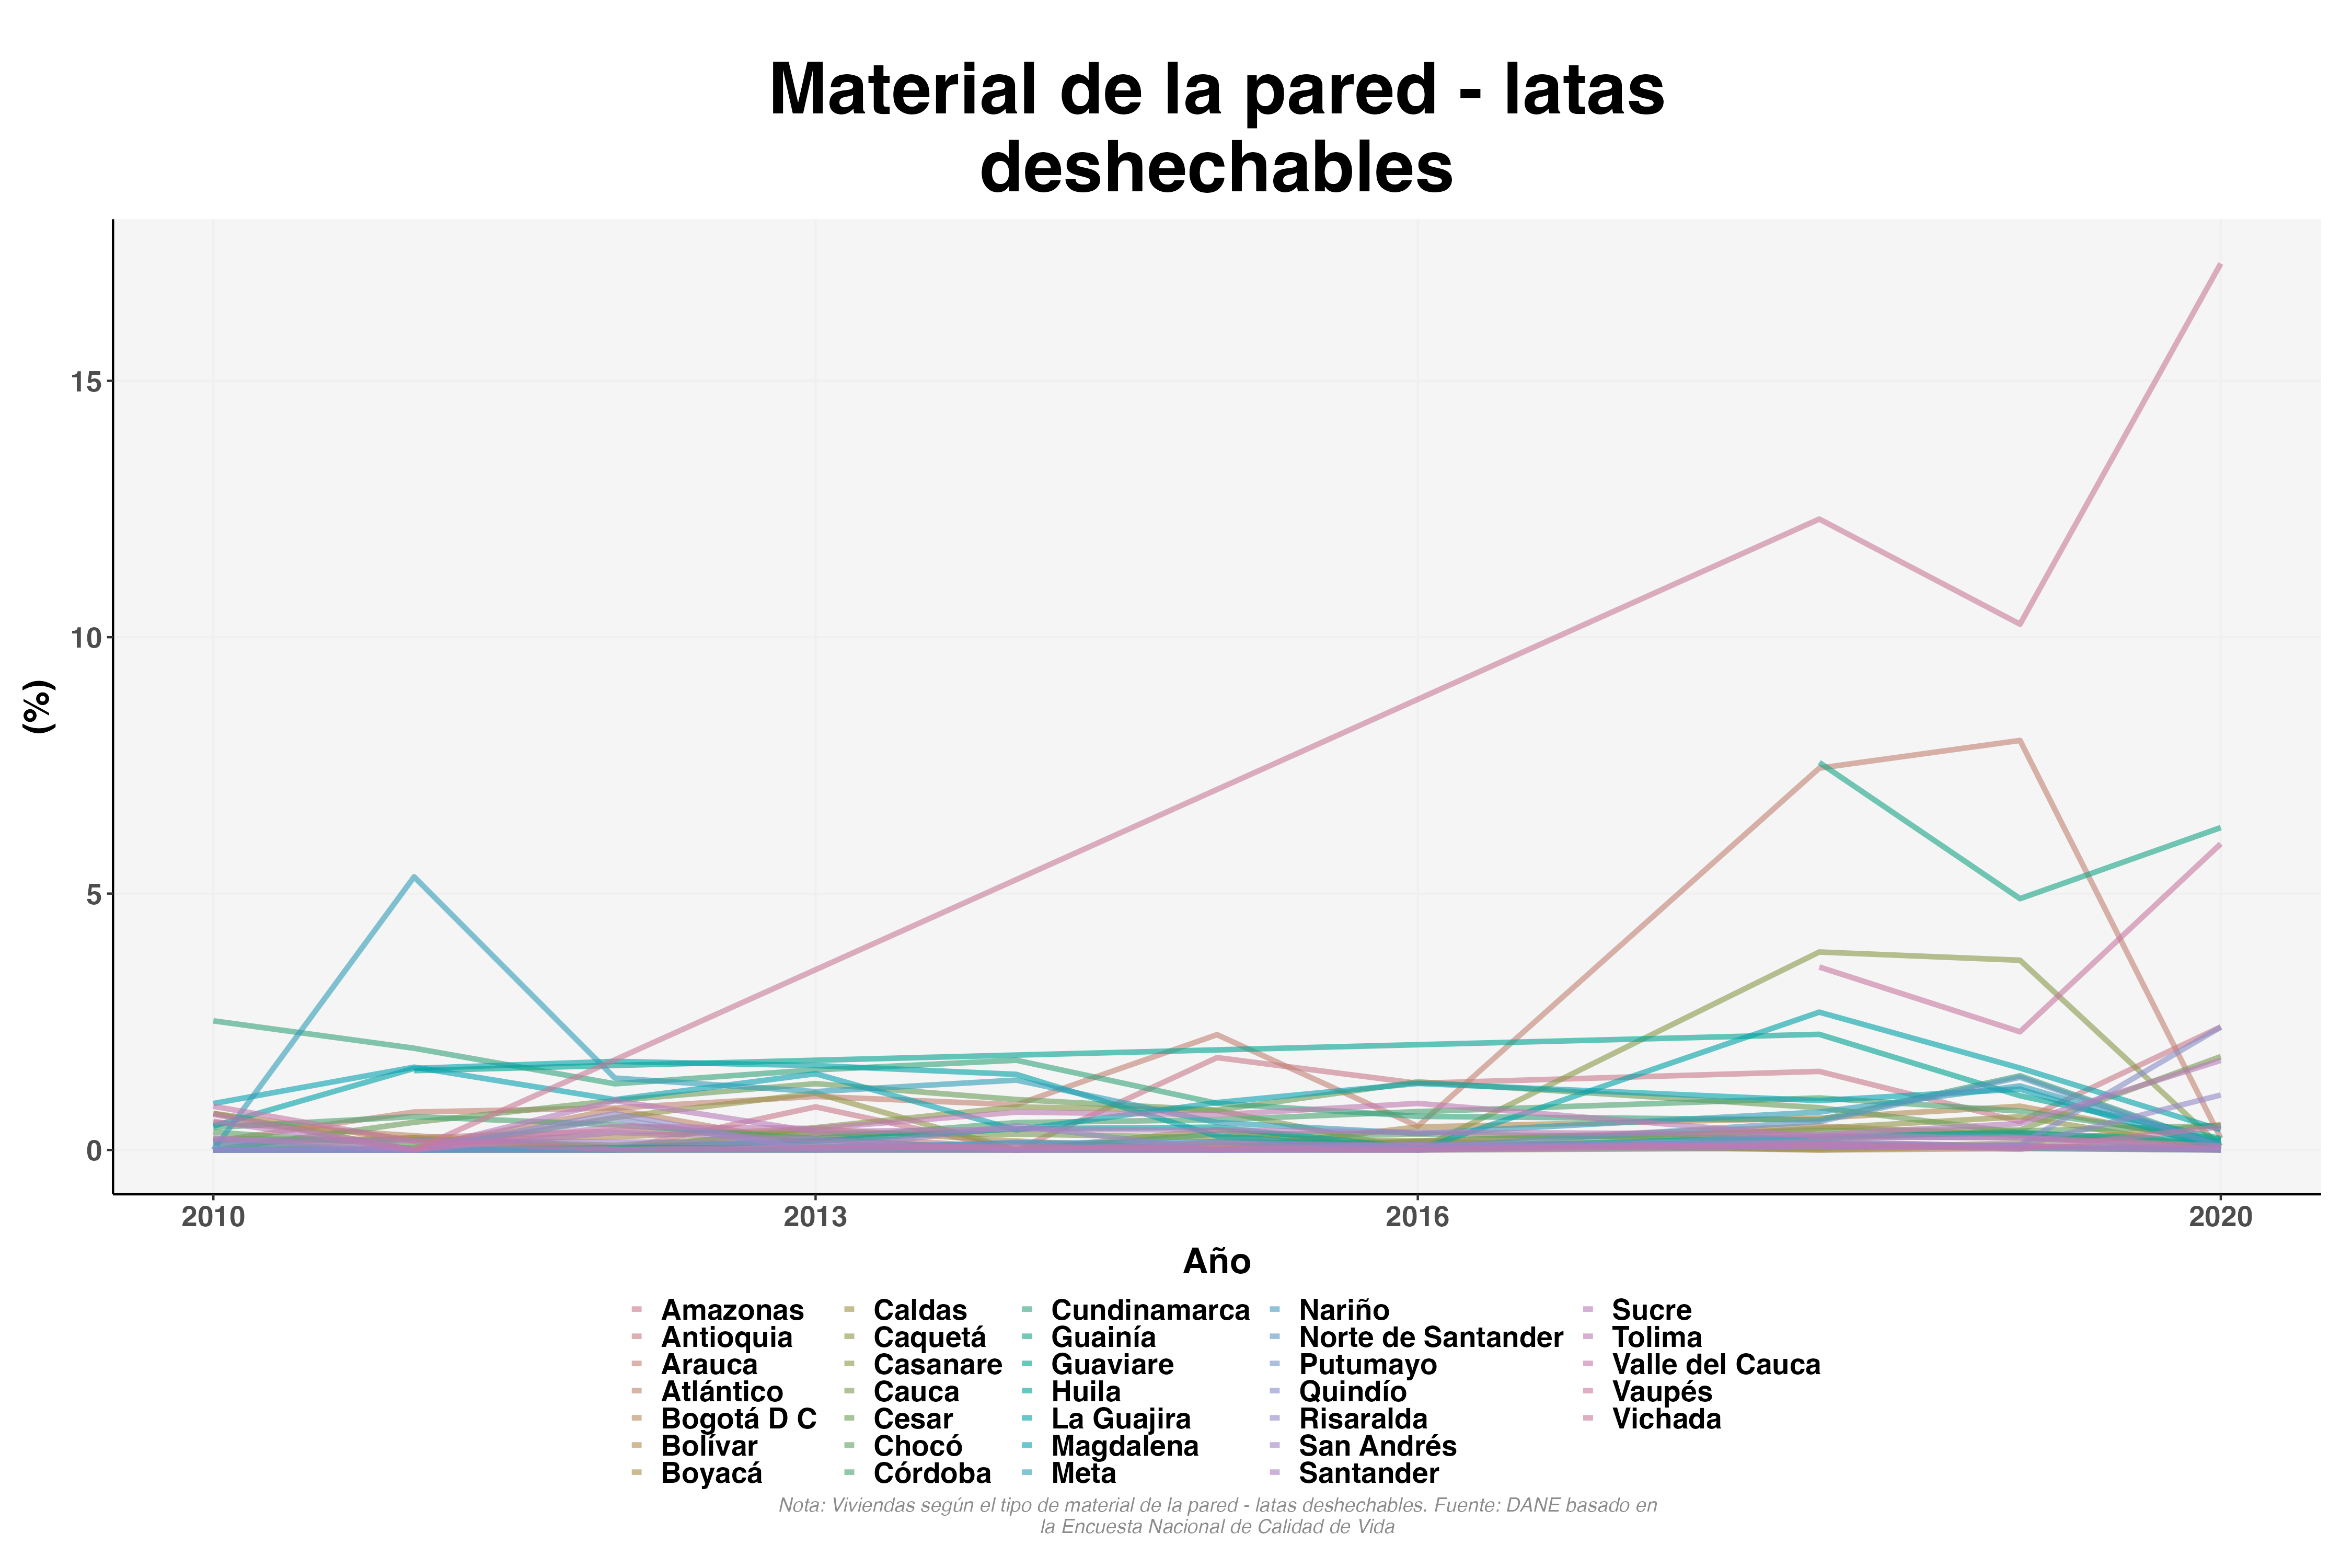 Material de la pared - latas
deshechables
(%)
15
10
5
0
2010
2013
2016
2020
Año
Amazonas
Antioquia
Arauca
Atlántico
Bogotá D C
Bolívar
Boyacá
Caldas
Caquetá
Casanare
Cauca
Cesar
Chocó
Córdoba
Cundinamarca
Guainía
Guaviare
Huila
La Guajira
Magdalena
Meta
Nariño
Norte de Santander
Putumayo
Quindío
Risaralda
San Andrés
Santander
Sucre
Tolima
Valle del Cauca
Vaupés
Vichada
Nota: Viviendas según el tipo de material de la pared - latas deshechables. Fuente: DANE basado en
la Encuesta Nacional de Calidad de Vida